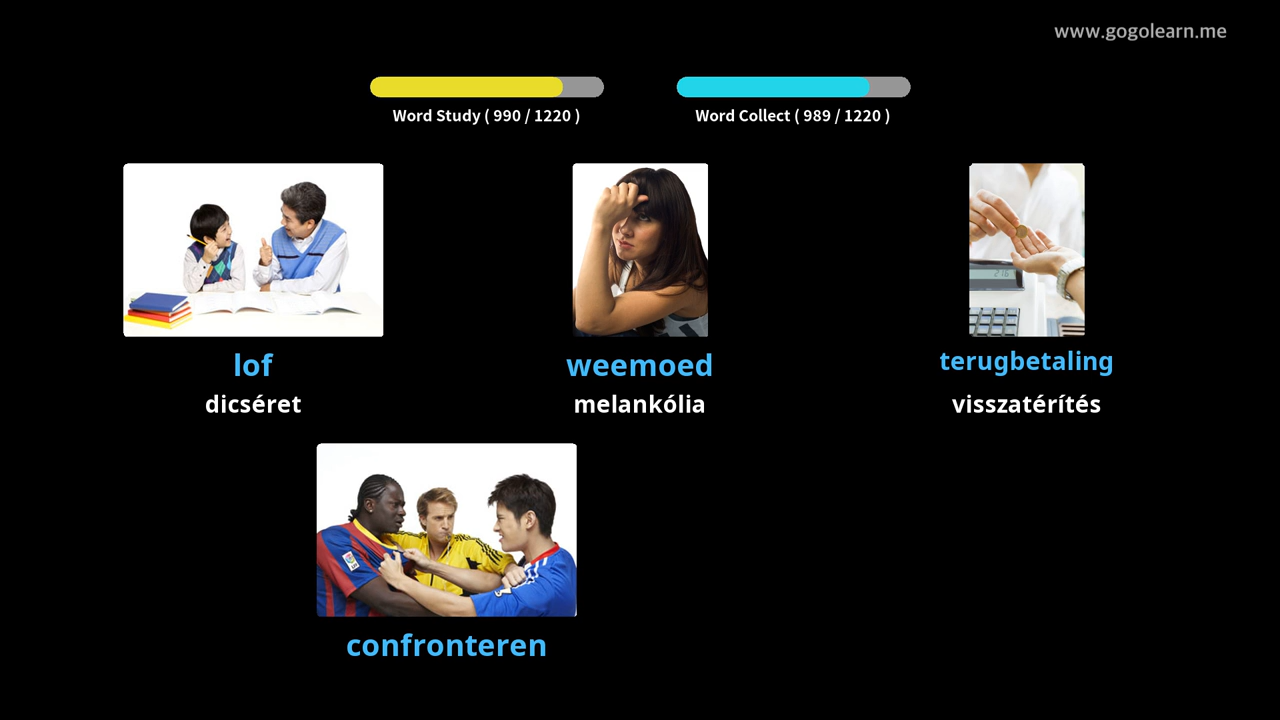 www.gogolearn.me
Word Study ( 990 / 1220 )
Word Collect ( 989 / 1220 )
lof
weemoed
terugbetaling
dicséret
melankólia
visszatérítés
confronteren